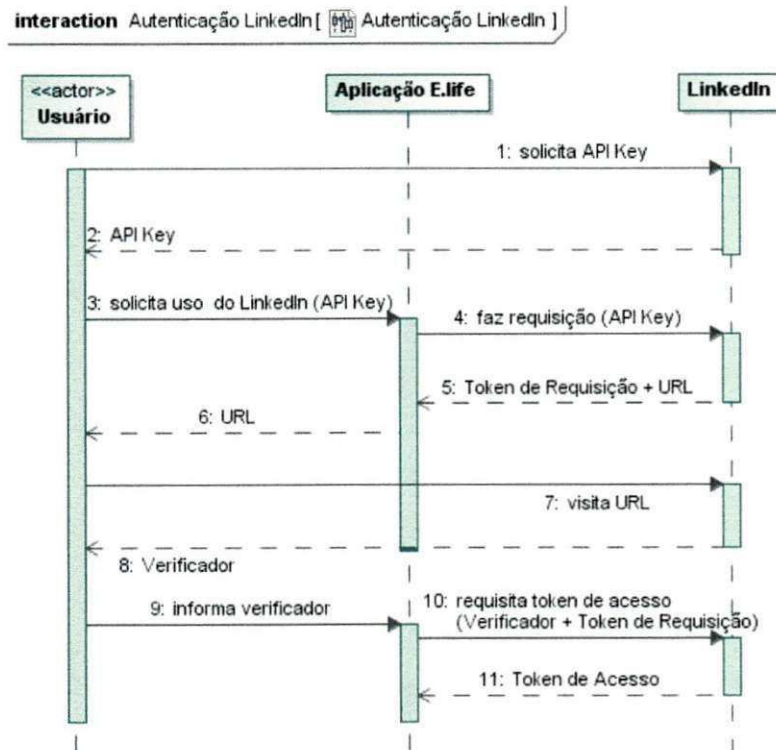 interaction Autenticação LinkedIn [ Autenticação LinkedIn ]
<<actor>>
Usuário
Aplicação E.life
LinkedIn
1: solicita API Key
2: API Key
3: solicita uso do LinkedIn (API Key)
4: faz requisição (API Key)
5: Token de Requisição + URL
6: URL
7: visita URL
8: Verificador
9: informa verificador
10: requisita token de acesso
(Verificador + Token de Requisição)
11: Token de Acesso